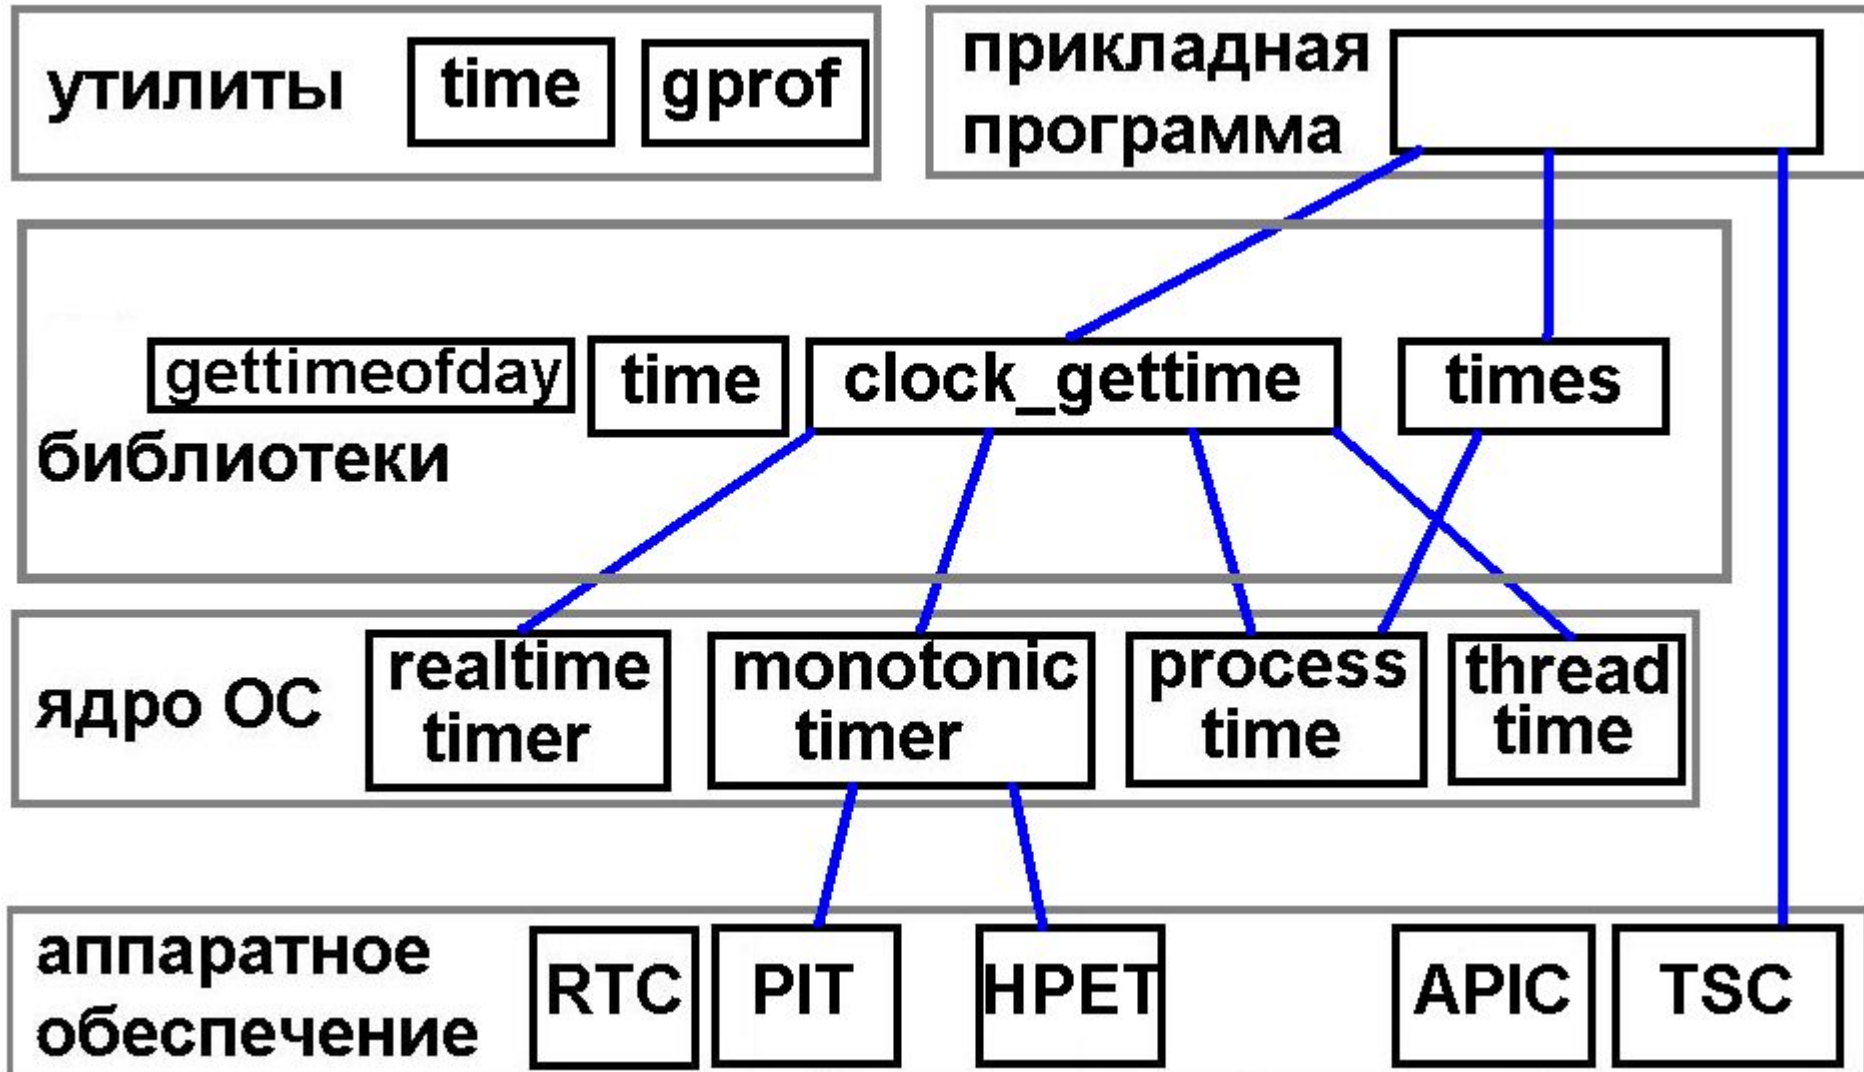 утилиты
time
gprof
прикладная
программа
gettimeofday
time
clock_gettime
times
библиотеки
ядро ОС
realtime
timer
monotonic
timer
process
time
thread
time
аппаратное
обеспечение
RTC
PIT
HPET
APIC
TSC